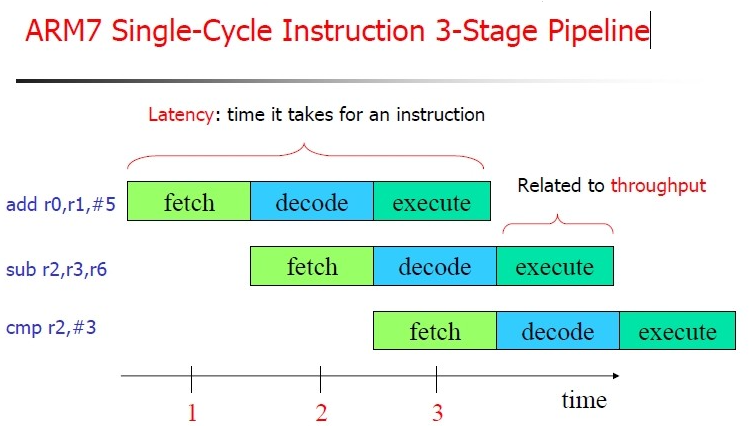 ARM7 Single-Cycle Instruction 3-Stage Pipeline
Latency: time it takes for an instruction
Related to throughput
add r0,r1,#5 fetch decode execute
sub r2,r3,r6 fetch decode execute
cmp r2,#3 fetch decode execute
1 2 3 time